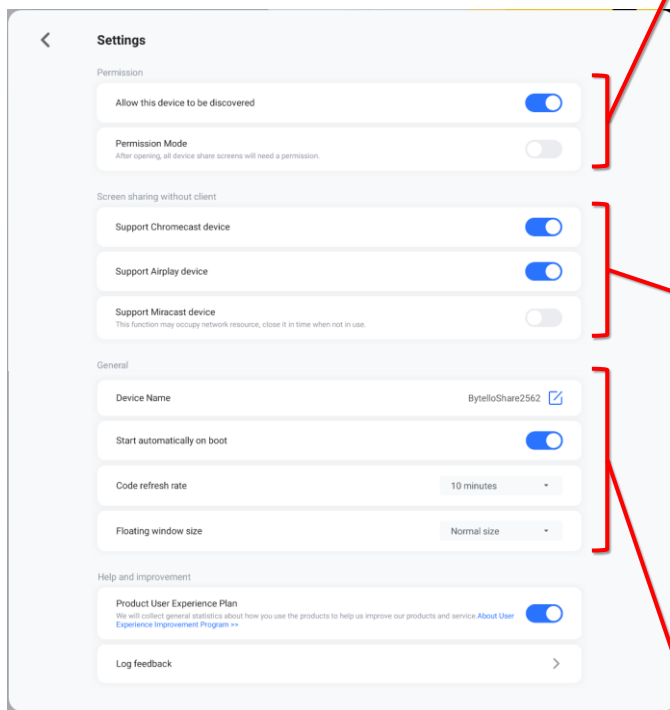 Settings
Permission
Allow this device to be discovered
Permission Mode
After opening, all device share screens will need a permission.
Screen sharing without client
Support Chromecast device
Support Airplay device
Support Miracast device
This function may occupy network resource, close it in time when not in use.
General
Device Name BytelloShare2562
Start automatically on boot
Code refresh rate 10 minutes
Floating window size Normal size
Help and improvement
Product User Experience Plan
We will collect general statistics about how you use the products to help us improve our products and service.About User
Experience Improvement Program >>
Log feedback